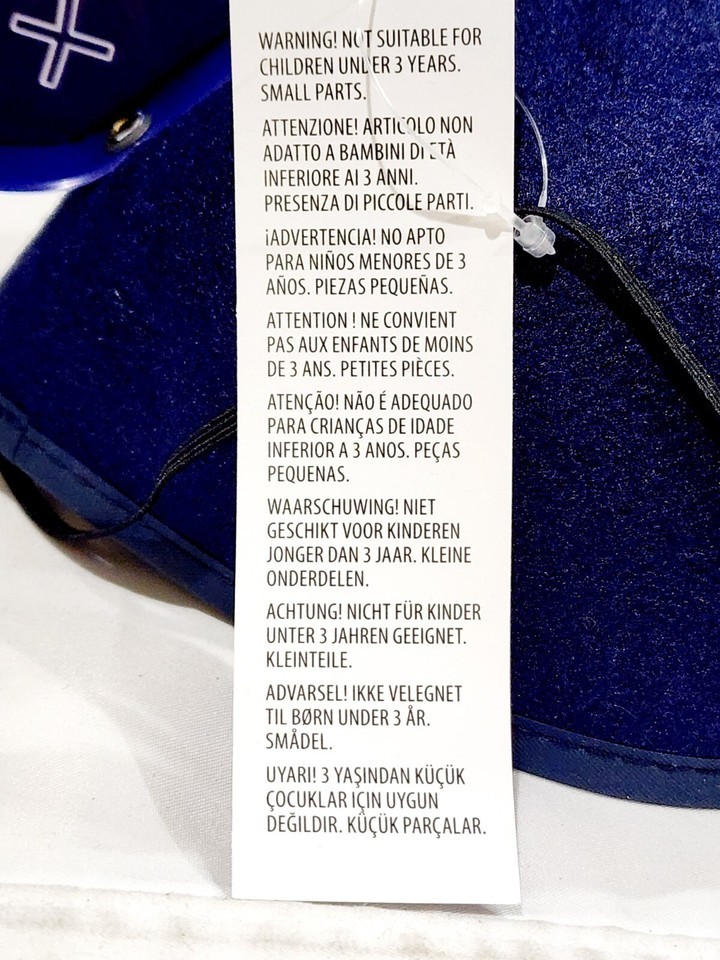 WARNING! NOT SUITABLE FOR
CHILDREN UNDER 3 YEARS.
SMALL PARTS.
ATTENZIONE! ARTICOLO NON
ADATTO A BAMBINI DI ETÀ
INFERIORE AI 3 ANNI.
PRESENZA DI PICCOLE PARTI.
¡ADVERTENCIA! NO APTO
PARA NIÑOS MENORES DE 3
AÑOS. PIEZAS PEQUEÑAS.
ATTENTION ! NE CONVIENT
PAS AUX ENFANTS DE MOINS
DE 3 ANS. PETITES PIÈCES.
ATENÇÃO! NÃO É ADEQUADO
PARA CRIANÇAS DE IDADE
INFERIOR A 3 ANOS. PEÇAS
PEQUENAS.
WAARSCHUWING! NIET
GESCHIKT VOOR KINDEREN
JONGER DAN 3 JAAR. KLEINE
ONDERDELEN.
ACHTUNG! NICHT FÜR KINDER
UNTER 3 JAHREN GEEIGNET.
KLEINTEILE.
ADVARSEL! IKKE VELEGNET
TIL BØRN UNDER 3 ÅR.
SMÅDEL.
UYARI! 3 YAŞINDAN KÜÇÜK
ÇOCUKLAR IÇIN UYGUN
DEĞILDIR. KÜÇÜK PARÇALAR.